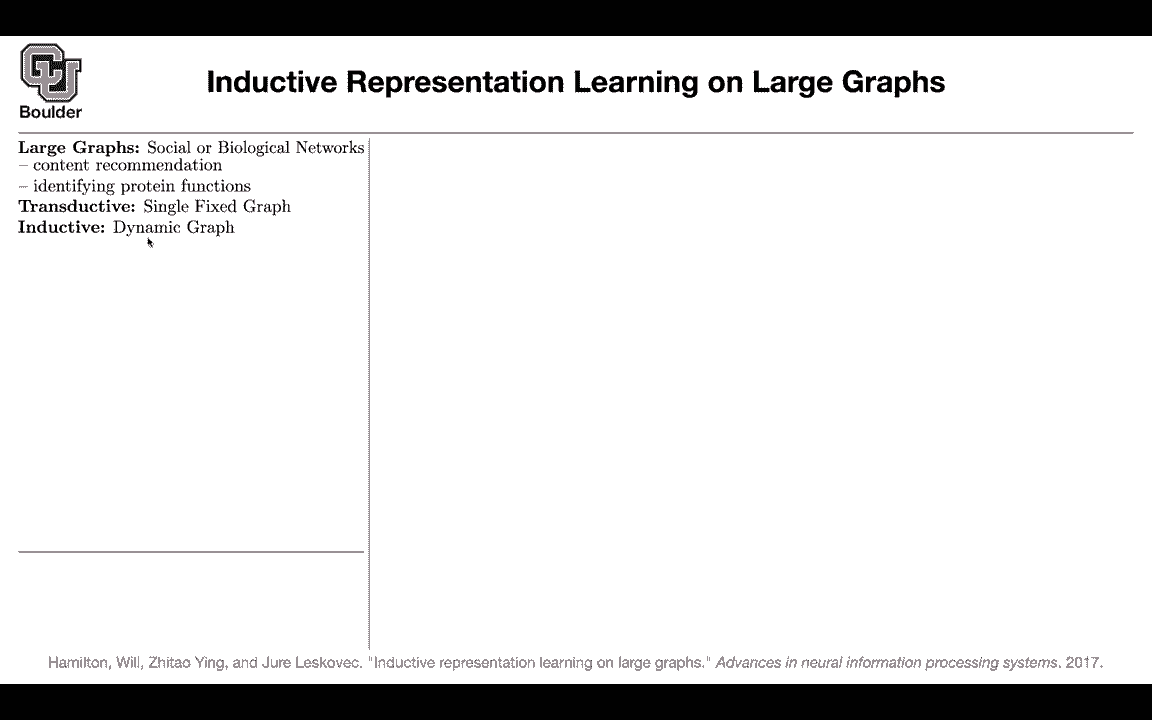 CU
Boulder
Inductive Representation Learning on Large Graphs
Large Graphs: Social or Biological Networks
– content recommendation
– identifying protein functions
Transductive: Single Fixed Graph
Inductive: Dynamic Graph
Hamilton, Will, Zhitao Ying, and Jure Leskovec. "Inductive representation learning on large graphs." Advances in neural information processing systems. 2017.